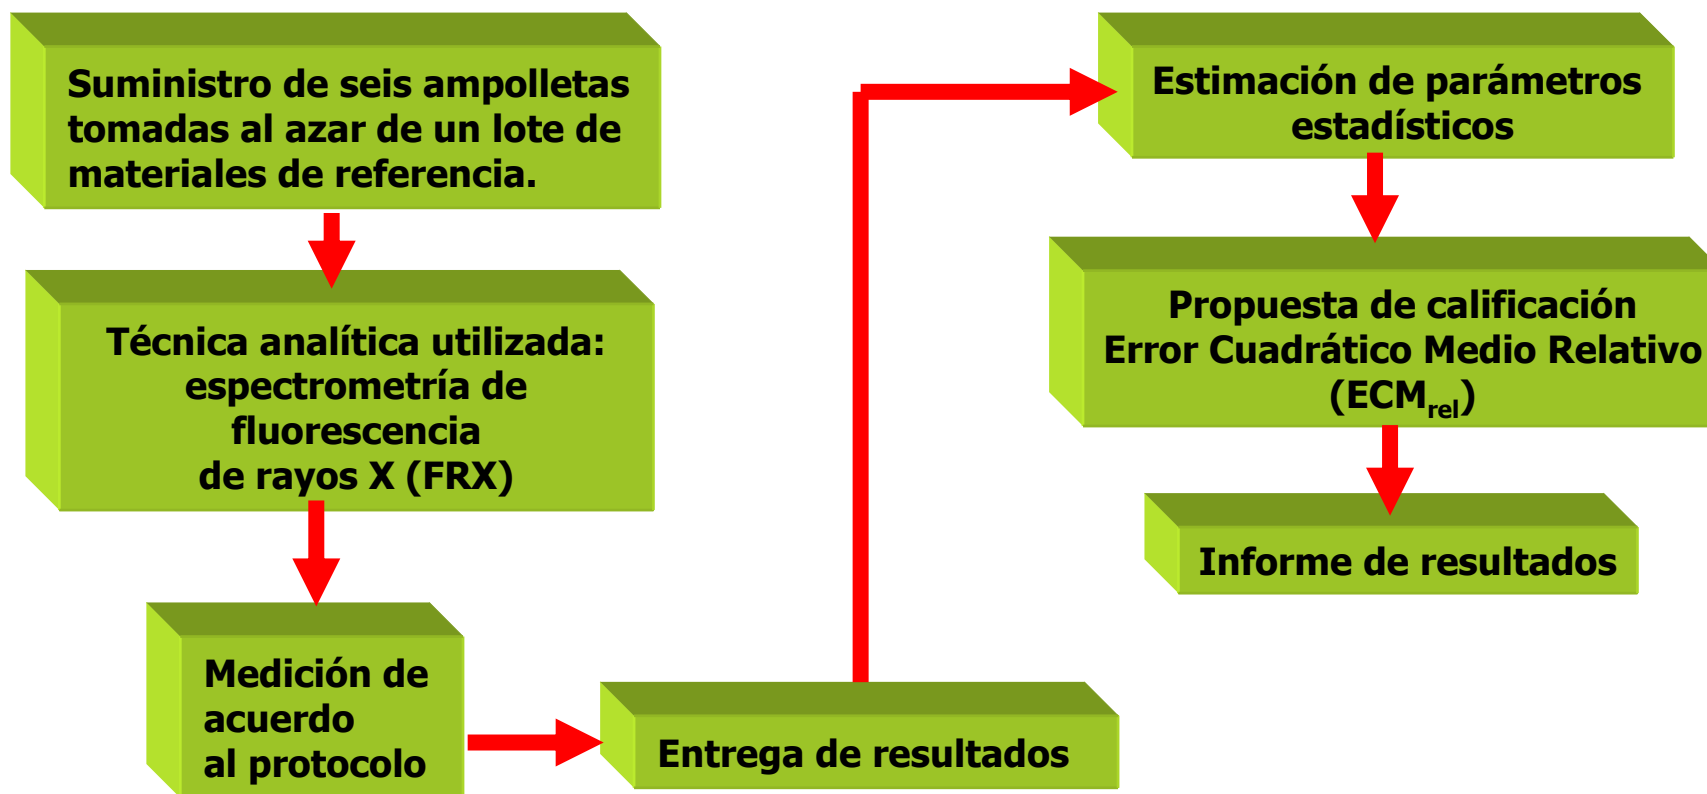 Suministro de seis ampolletas
tomadas al azar de un lote de
materiales de referencia.
Técnica analítica utilizada:
espectrometría de
fluorescencia
de rayos X (FRX)
Medición de
acuerdo
al protocolo
Entrega de resultados
Estimación de parámetros
estadísticos
Propuesta de calificación
Error Cuadrático Medio Relativo
(ECMrel)
Informe de resultados